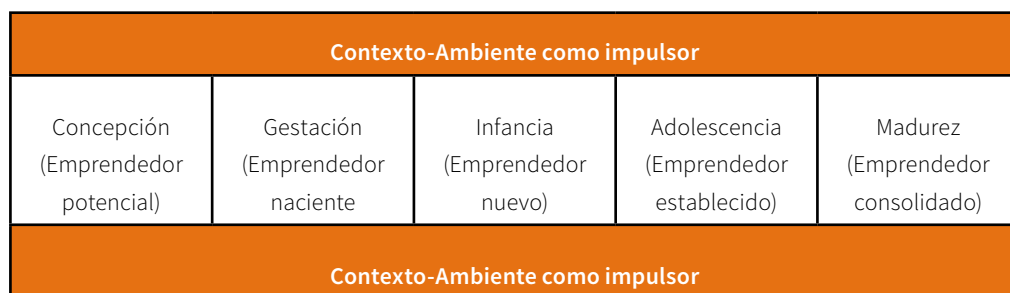 Contexto-Ambiente como impulsor
Concepción
(Emprendedor
potencial)
Gestación
(Emprendedor
naciente
Infancia
(Emprendedor
nuevo)
Adolescencia
(Emprendedor
establecido)
Madurez
(Emprendedor
consolidado)
Contexto-Ambiente como impulsor